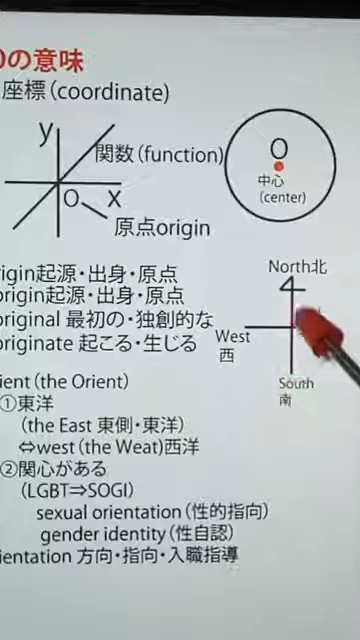 の意味
座標(coordinate)
y
関数(function)
O
x
原点origin
O
中心
(center)
rigin起源・出身・原点
origin起源・出身・原点
original 最初の・独創的な
originate 起こる・生じる
North北
West
西
South
南
ient (the Orient)
①東洋
(the East 東側・東洋)
⇔west (the Weat)西洋
②関心がある
(LGBT⇒SOGI)
sexual orientation (性的指向)
gender identity (性自認)
ientation 方向・指向・入職指導